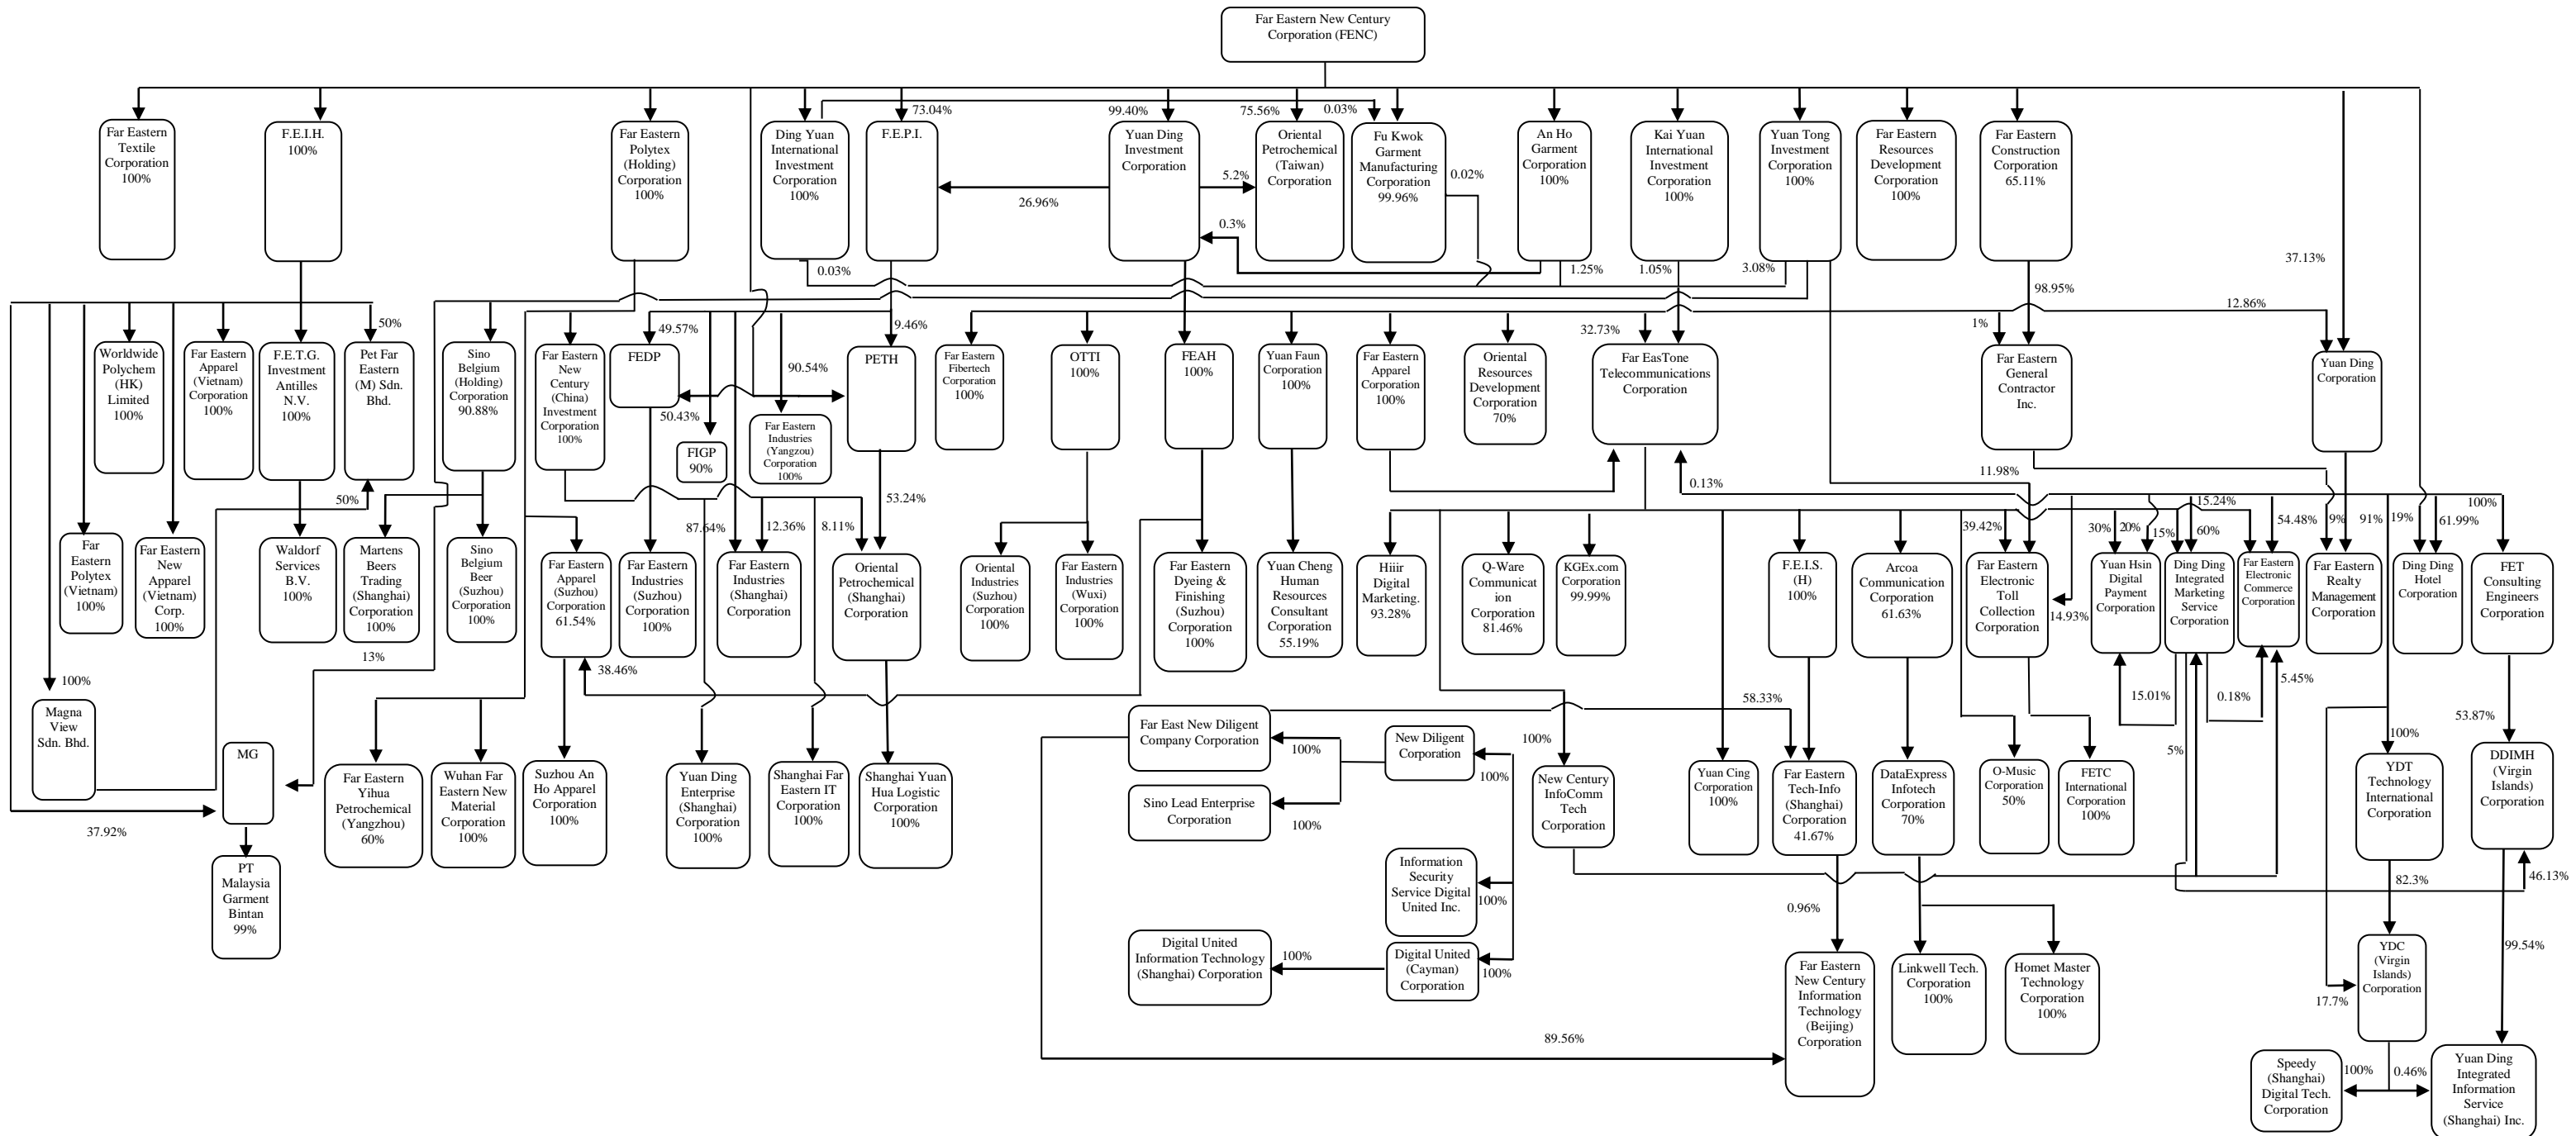 Far Eastern New Century
Corporation (FENC)
Far Eastern
Textile
Corporation
100%
F.E.I.H.
100%
Far Eastern
Polytex
(Holding)
Corporation
100%
Ding Yuan
International
Investment
Corporation
100%
73.04%
F.E.P.I.
99.40%
Yuan Ding
Investment
Corporation
75.56%
Oriental
Petrochemical
(Taiwan)
Corporation
0.03%
Fu Kwok
Garment
Manufacturing
Corporation
99.96%
0.02%
An Ho
Garment
Corporation
100%
Kai Yuan
International
Investment
Corporation
100%
Yuan Tong
Investment
Corporation
100%
Far Eastern
Resources
Development
Corporation
100%
Far Eastern
Construction
Corporation
65.11%
5.2%
26.96%
0.3%
37.13%
0.03%
1.25%
1.05%
3.08%
98.95%
12.86%
50%
49.57%
9.46%
32.73%
1%
Worldwide
Polychem
(HK)
Limited
100%
Far Eastern
Apparel
(Vietnam)
Corporation
100%
F.E.T.G.
Investment
Antilles
N.V.
100%
Pet Far
Eastern
(M) Sdn.
Bhd.
Sino
Belgium
(Holding)
Corporation
90.88%
Far Eastern
New
Century
(China)
Investment
Corporation
100%
FEDP
90.54%
PETH
Far Eastern
Fibertech
Corporation
100%
OTTI
100%
FEAH
100%
Yuan Faun
Corporation
100%
Far Eastern
Apparel
Corporation
100%
Oriental
Resources
Development
Corporation
70%
Far EasTone
Telecommunications
Corporation
Far Eastern
General
Contractor
Inc.
Yuan Ding
Corporation
50.43%
FIGP
90%
Far Eastern
Industries
(Yangzou)
Corporation
100%
50%
53.24%
11.98%
0.13%
87.64%
12.36%
8.11%
39.42%
30%
20%
15%
15.24%
60%
54.48%
9%
91%
19%
61.99%
100%
Far
Eastern
Polytex
(Vietnam)
100%
Far Eastern
New
Apparel
(Vietnam)
Corp.
100%
Waldorf
Services
B.V.
100%
Martens
Beers
Trading
(Shanghai)
Corporation
100%
Sino
Belgium
Beer
(Suzhou)
Corporation
100%
Far Eastern
Apparel
(Suzhou)
Corporation
61.54%
Far Eastern
Industries
(Suzhou)
Corporation
100%
Far Eastern
Industries
(Shanghai)
Corporation
Oriental
Petrochemical
(Shanghai)
Corporation
Oriental
Industries
(Suzhou)
Corporation
100%
Far Eastern
Industries
(Wuxi)
Corporation
100%
Far Eastern
Dyeing &
Finishing
(Suzhou)
Corporation
100%
Yuan Cheng
Human
Resources
Consultant
Corporation
55.19%
Hiiir
Digital
Marketing.
93.28%
Q-Ware
Communicat
ion
Corporation
81.46%
KGEx.com
Corporation
99.99%
F.E.I.S.
(H)
100%
Arcoa
Communication
Corporation
61.63%
Far Eastern
Electronic
Toll
Collection
Corporation
14.93%
Yuan Hsin
Digital
Payment
Corporation
Ding Ding
Integrated
Marketing
Service
Corporation
Far Eastern
Electronic
Commerce
Corporation
Far Eastern
Realty
Management
Corporation
Ding Ding
Hotel
Corporation
FET
Consulting
Engineers
Corporation
13%
38.46%
100%
58.33%
15.01%
0.18%
5.45%
5%
53.87%
100%
Magna
View
Sdn. Bhd.
MG
37.92%
PT
Malaysia
Garment
Bintan
99%
Far Eastern
Yihua
Petrochemical
(Yangzhou)
60%
Wuhan Far
Eastern New
Material
Corporation
100%
Suzhou An
Ho Apparel
Corporation
100%
Yuan Ding
Enterprise
(Shanghai)
Corporation
100%
Shanghai Far
Eastern IT
Corporation
100%
Shanghai Yuan
Hua Logistic
Corporation
100%
Far East New Diligent
Company Corporation
100%
New Diligent
Corporation
100%
100%
Sino Lead Enterprise
Corporation
100%
New Century
InfoComm
Tech
Corporation
Yuan Cing
Corporation
100%
Far Eastern
Tech-Info
(Shanghai)
Corporation
41.67%
DataExpress
Infotech
Corporation
70%
O-Music
Corporation
50%
FETC
International
Corporation
100%
YDT
Technology
International
Corporation
DDIMH
(Virgin
Islands)
Corporation
Information
Security
Service Digital
United Inc.
100%
46.13%
82.3%
0.96%
Digital United
Information Technology
(Shanghai) Corporation
100%
Digital United
(Cayman)
Corporation
100%
Far Eastern
New Century
Information
Technology
(Beijing)
Corporation
Linkwell Tech.
Corporation
100%
Homet Master
Technology
Corporation
100%
YDC
(Virgin
Islands)
Corporation
99.54%
17.7%
89.56%
Speedy
(Shanghai)
Digital Tech.
Corporation
100%
0.46%
Yuan Ding
Integrated
Information
Service
(Shanghai) Inc.